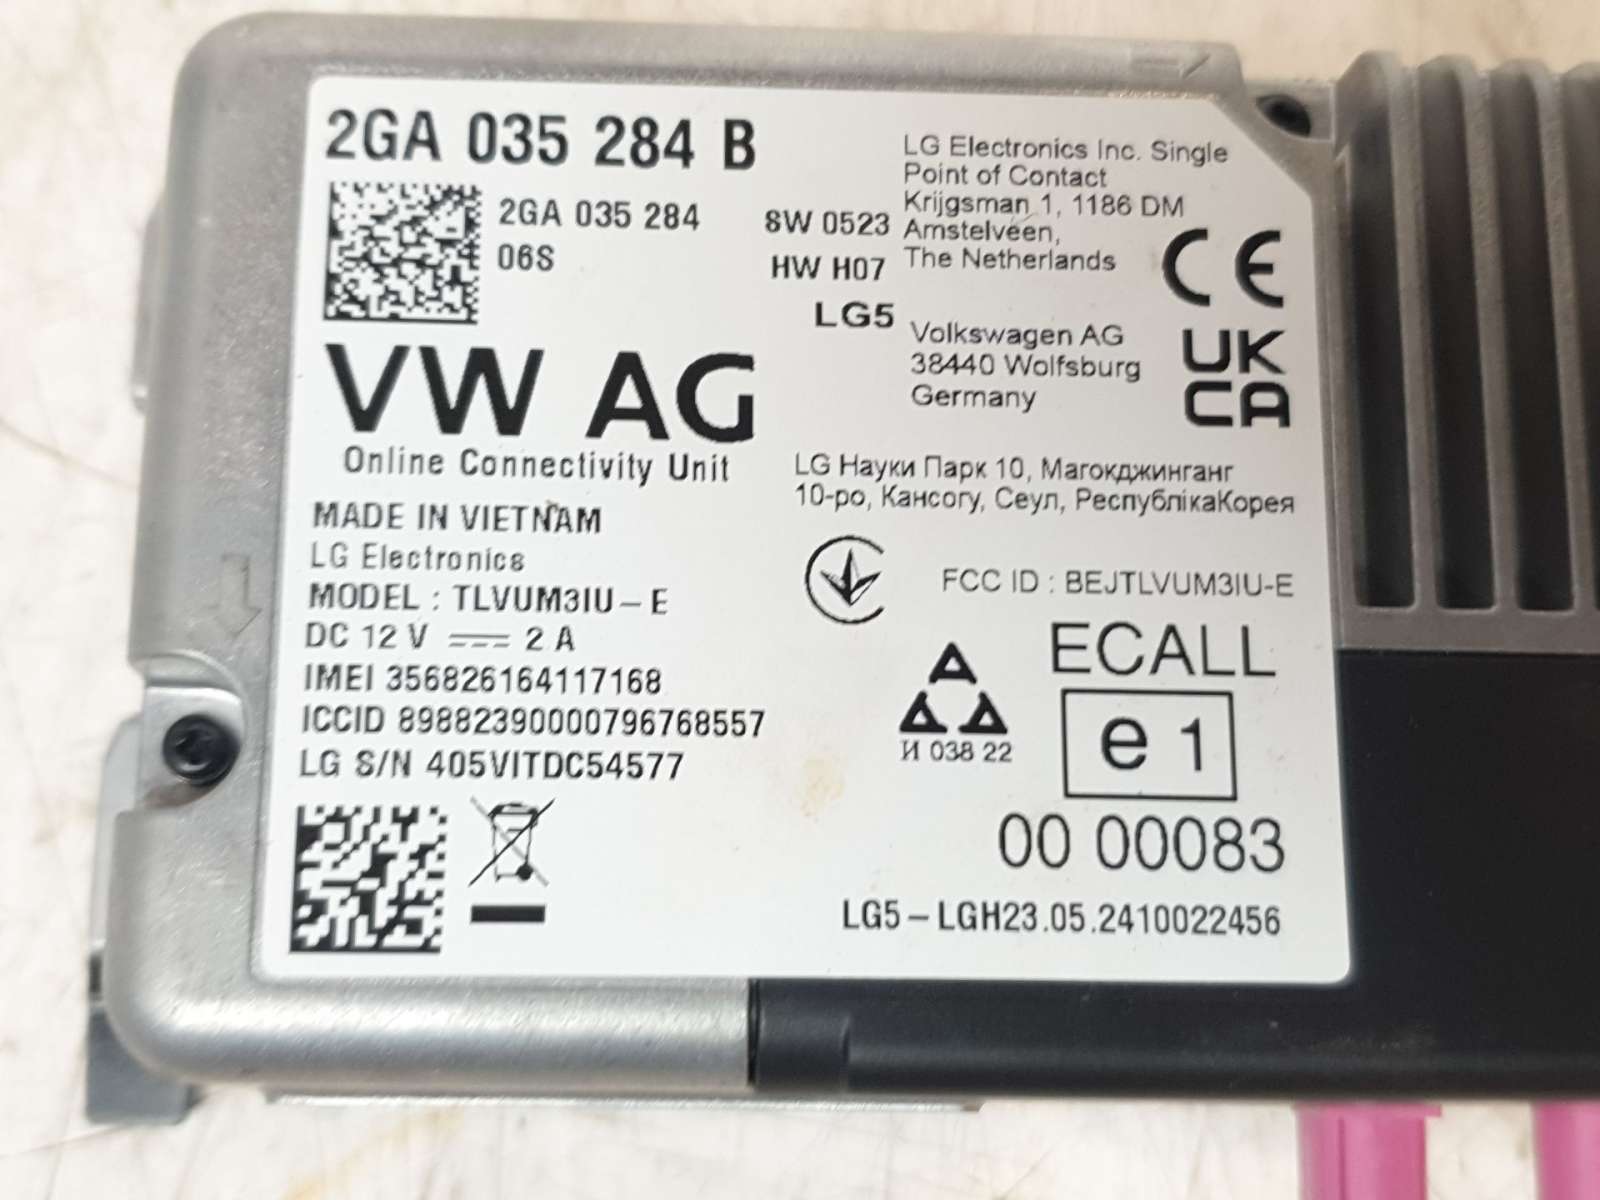 2GA 035 284 B
2GA 035 284
06S
SW 0523
HW H07
LG5
LG Electronics Inc. Single
Point of Contact
Krijgsman 1, 1186 DM
Amstelveen,
The Netherlands
CE
Volkswagen AG
38440 Wolfsburg
Germany
UK
CA
VW AG
Online Connectivity Unit
LG Науки Парк 10, Магокджинганг
10-ро, Кансогу, Сеул, РеспублікаКорея
MADE IN VIETNAM
LG Electronics
MODEL : TLVUM3IU-E
DC 12 V 2 A
IMEI 356826164117168
ICCID 89882390000796768557
LG S/N 405VITDC54577
FCC ID : BEJTLVUM3IU-E
ECALL
e 1
И 038 22
00 00083
LG5-LGH23.05.2410022456